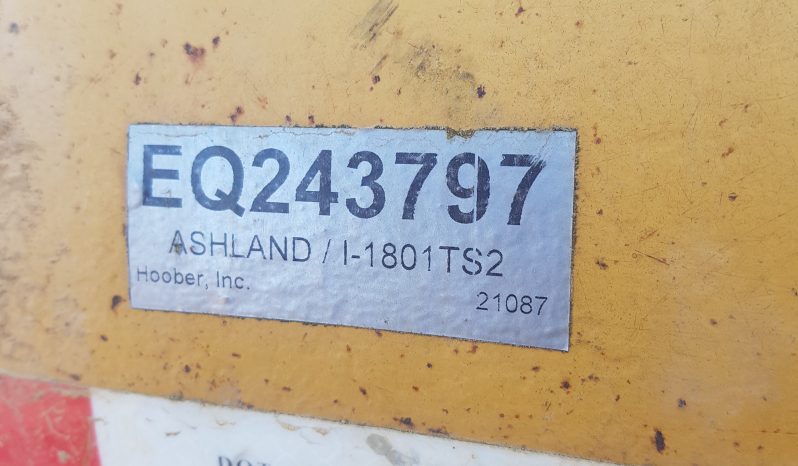 EQ243797
ASHLAND / I-1801TS2
Hoober, Inc.
21087